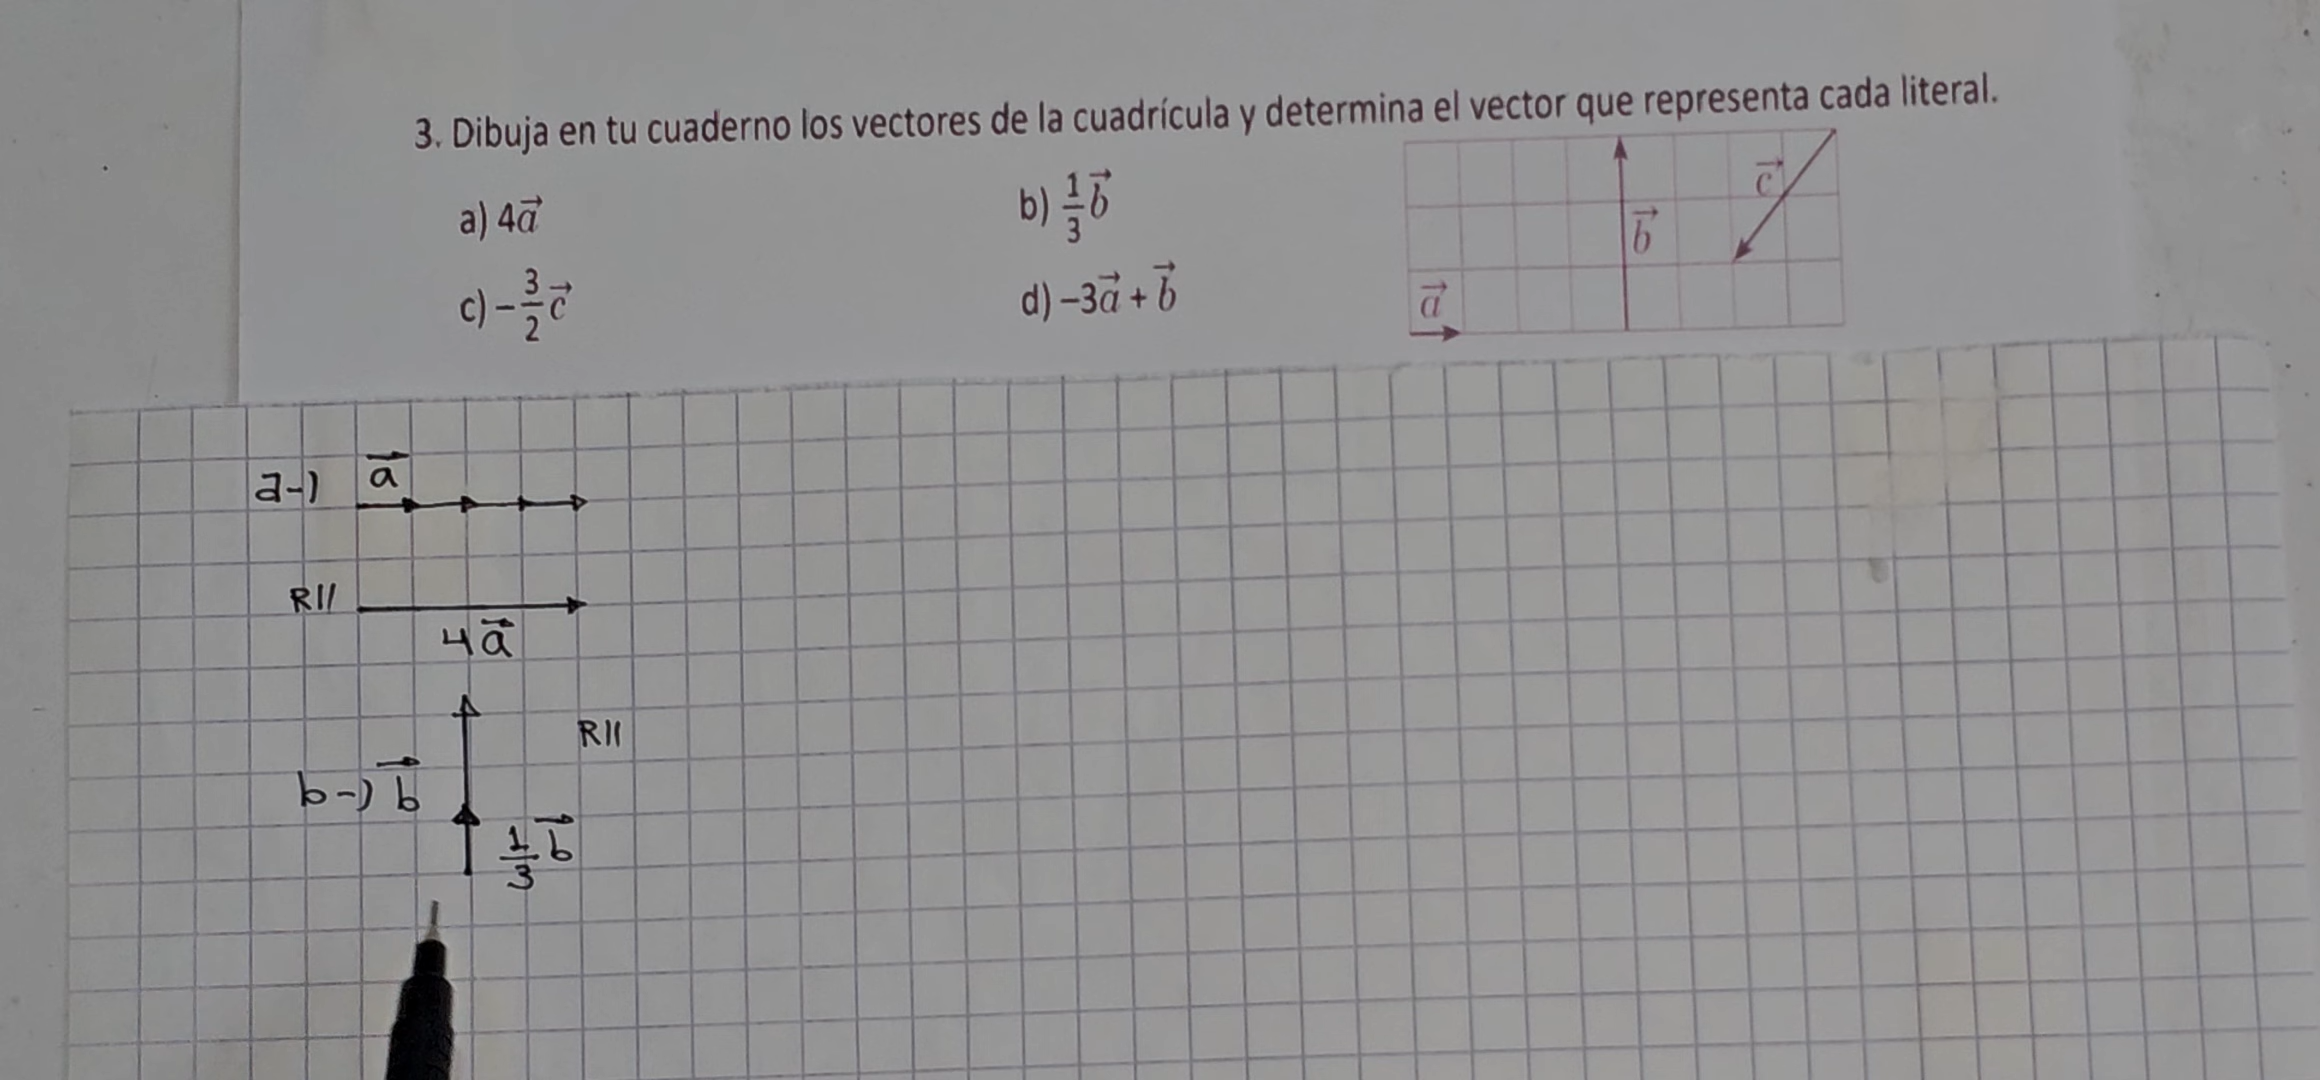 3. Dibuja en tu cuaderno los vectores de la cuadrícula y determina el vector que representa cada literal.
a) 4a⃗
b) 1/3 b⃗
c) -3/2 c⃗
d) -3a⃗ + b⃗
a⃗
b⃗
c⃗
a-) a⃗
R//
4a⃗
b-) b⃗
R//
1/3 b⃗